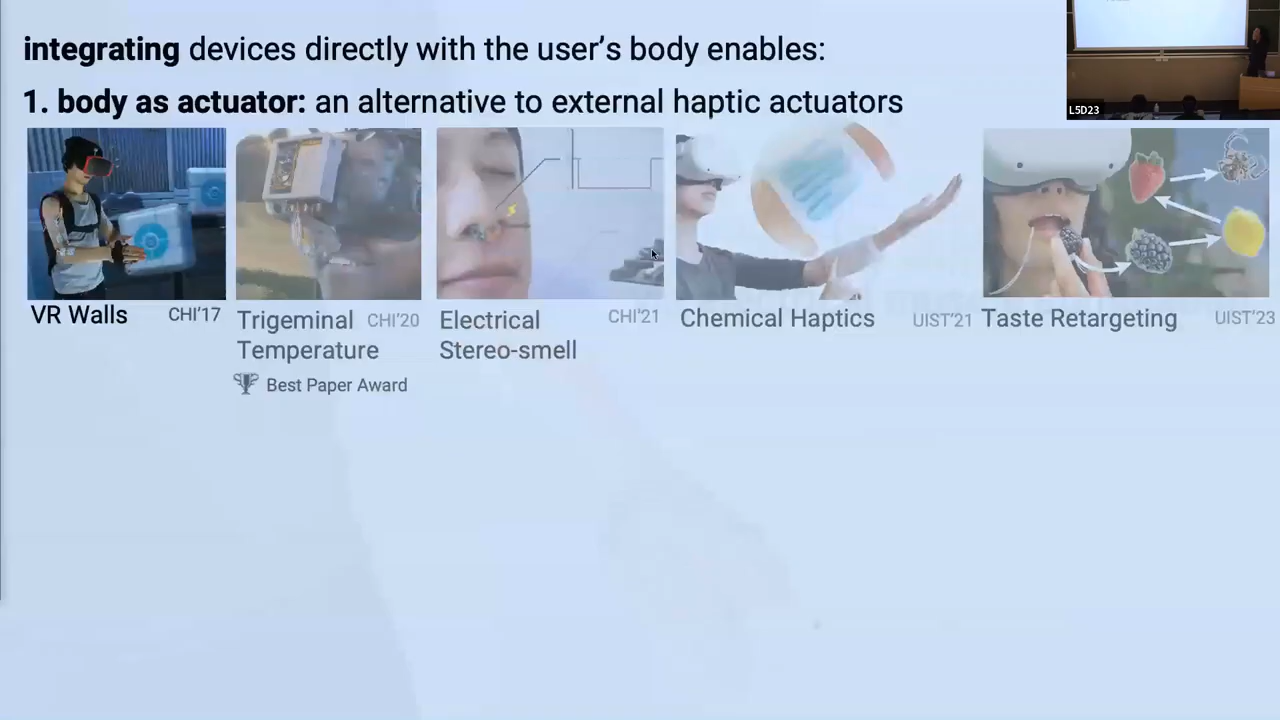 integrating devices directly with the user's body enables:
1. body as actuator: an alternative to external haptic actuators
L5D23
VR Walls CHI'17
Trigeminal Temperature CHI'20
Best Paper Award
Electrical Stereo-smell CHI'21
Chemical Haptics UIST'21
Taste Retargeting UIST'23